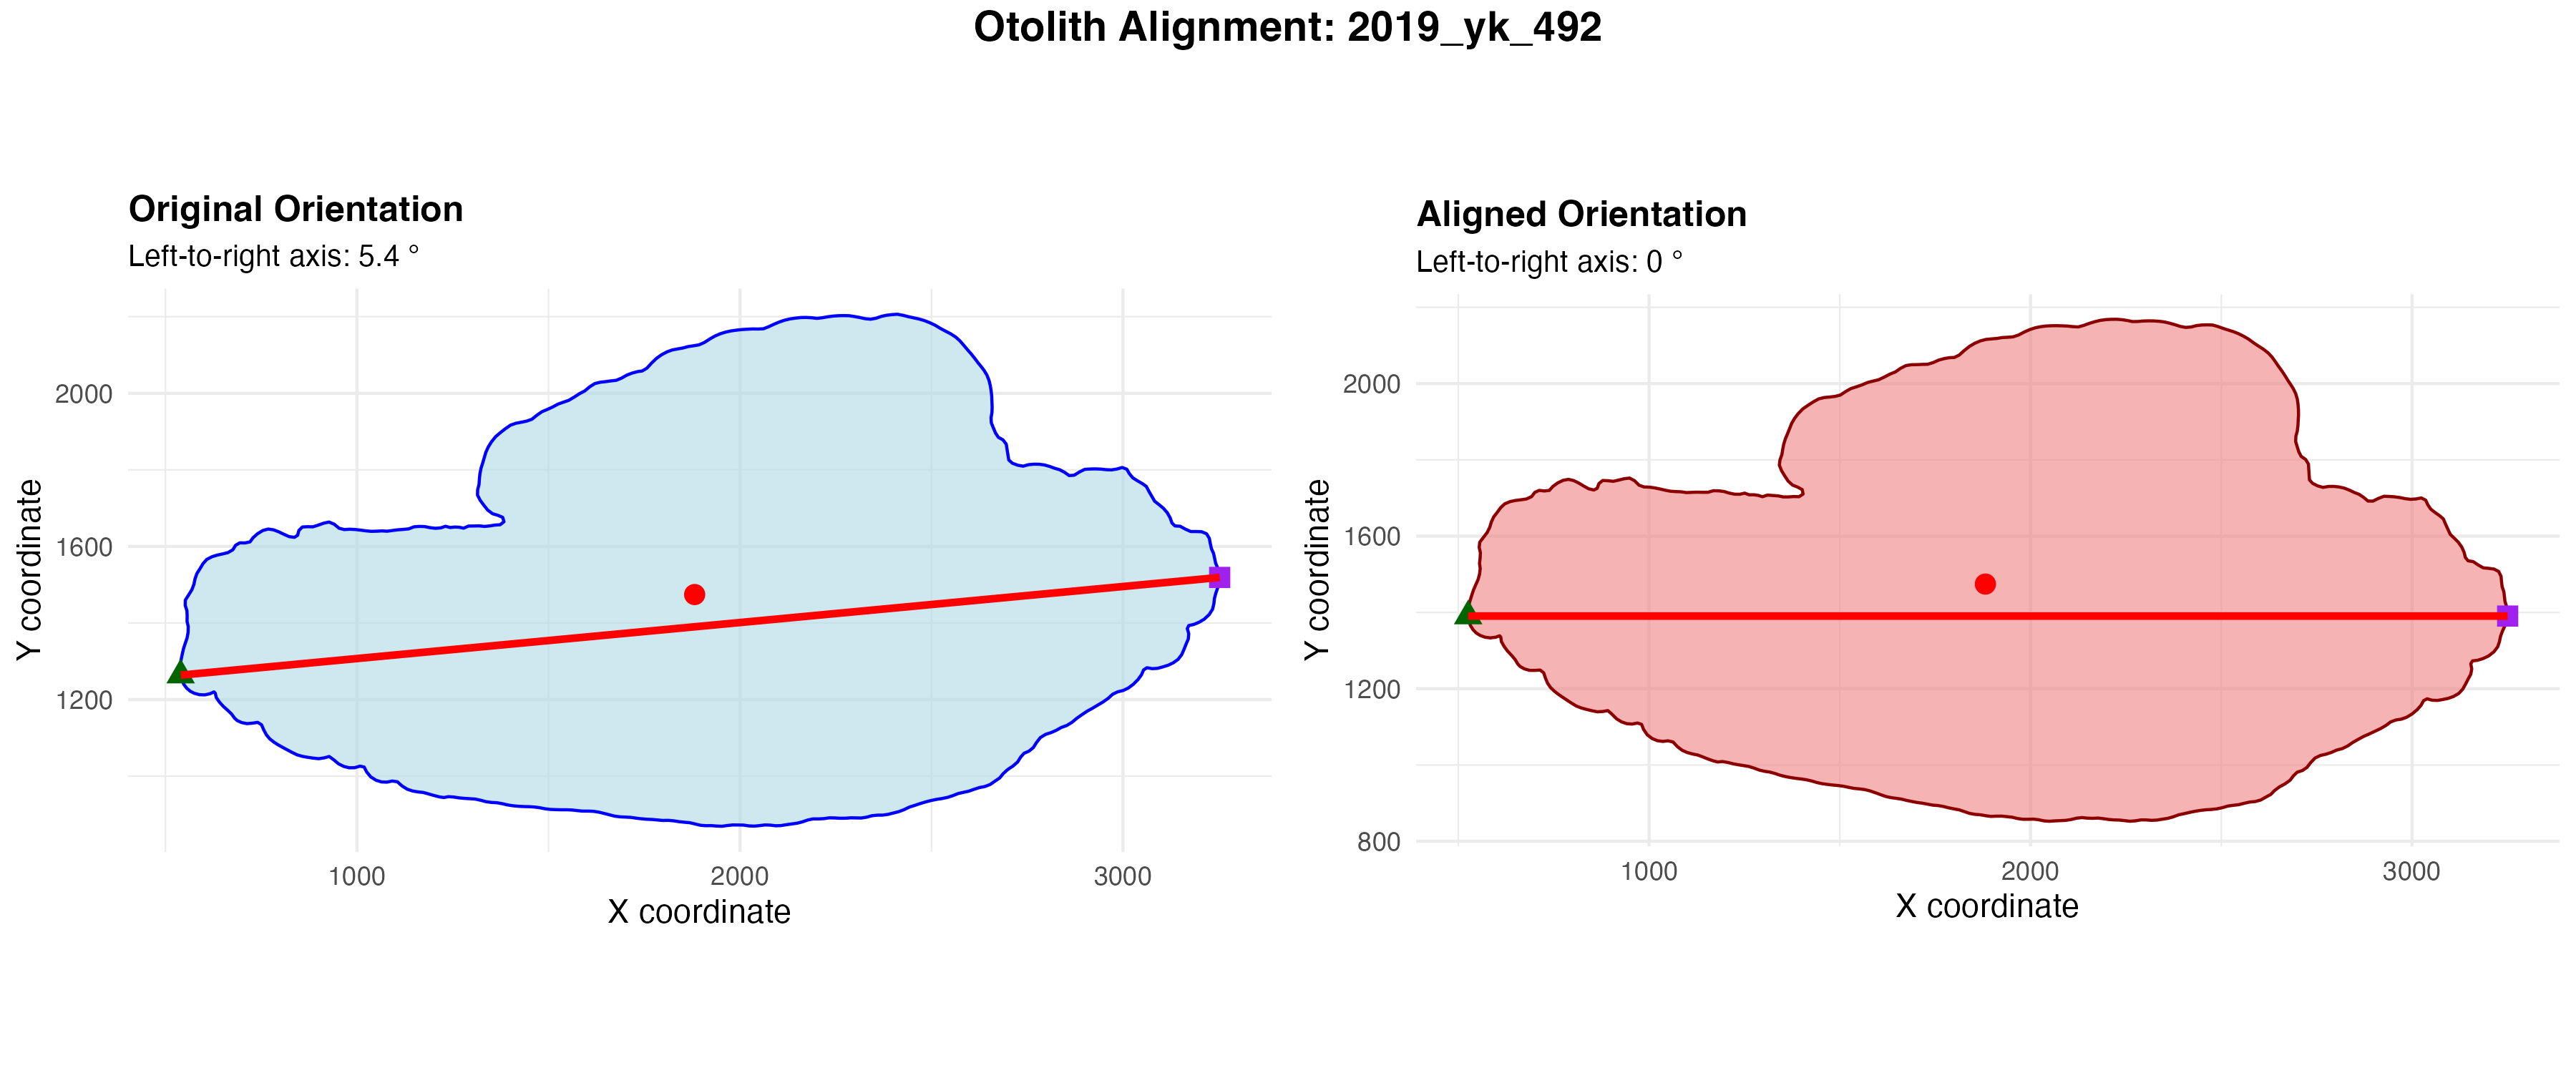 Otolith Alignment: 2019_yk_492
Original Orientation
Left-to-right axis: 5.4 °
2000
1600
1200
Y coordinate
1000
2000
3000
X coordinate
Aligned Orientation
Left-to-right axis: 0 °
2000
1600
1200
800
Y coordinate
1000
2000
3000
X coordinate